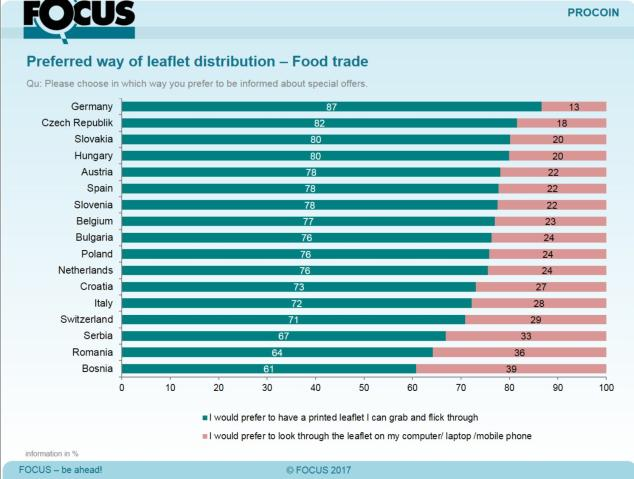 FOCUS
PROCOIN
Preferred way of leaflet distribution – Food trade
Qu: Please choose in which way you prefer to be informed about special offers.
Germany 87 13
Czech Republik 82 18
Slovakia 80 20
Hungary 80 20
Austria 78 22
Spain 78 22
Slovenia 78 22
Belgium 77 23
Bulgaria 76 24
Poland 76 24
Netherlands 76 24
Croatia 73 27
Italy 72 28
Switzerland 71 29
Serbia 67 33
Romania 64 36
Bosnia 61 39
0 10 20 30 40 50 60 70 80 90 100
I would prefer to have a printed leaflet I can grab and flick through
I would prefer to look through the leaflet on my computer/ laptop /mobile phone
information in %
FOCUS – be ahead!
© FOCUS 2017